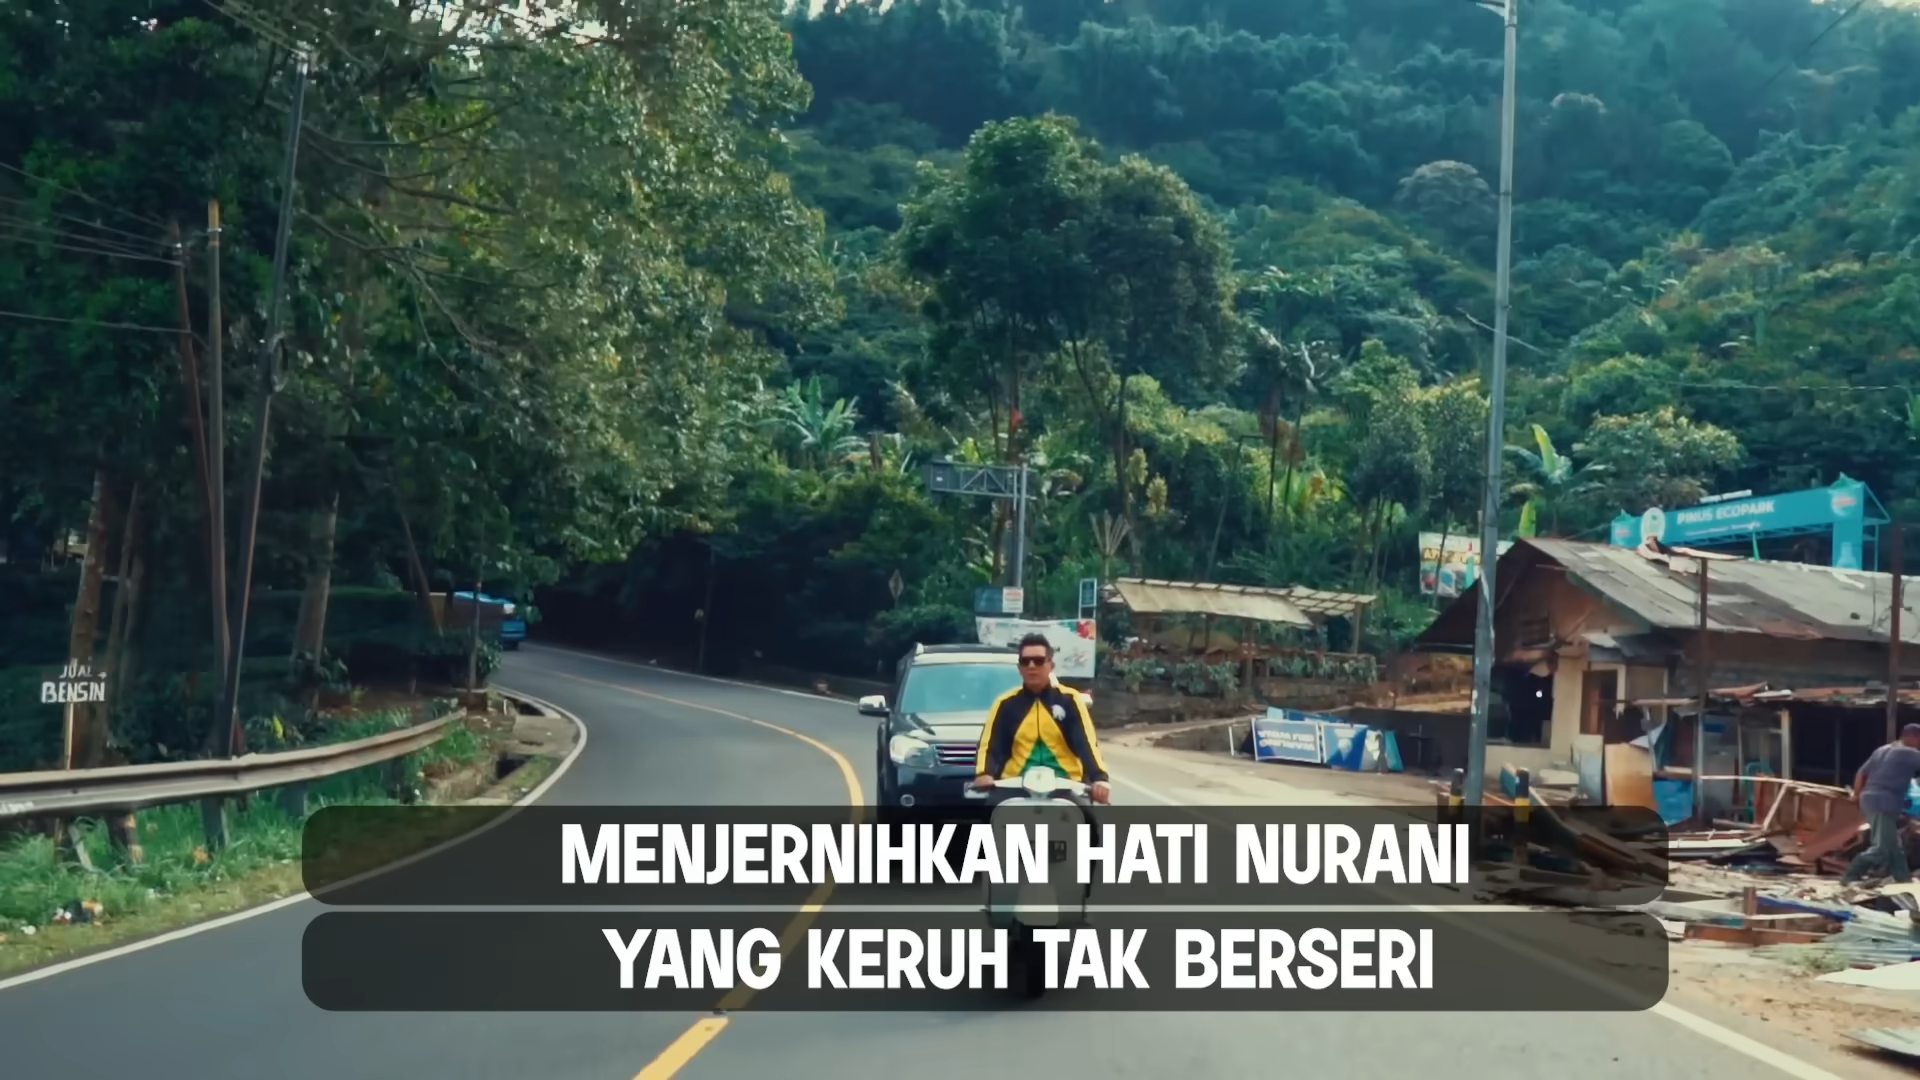 PINUS ECOPARK
JUAL
BENSIN
MENJERNIHKAN HATI NURANI
YANG KERUH TAK BERSERI